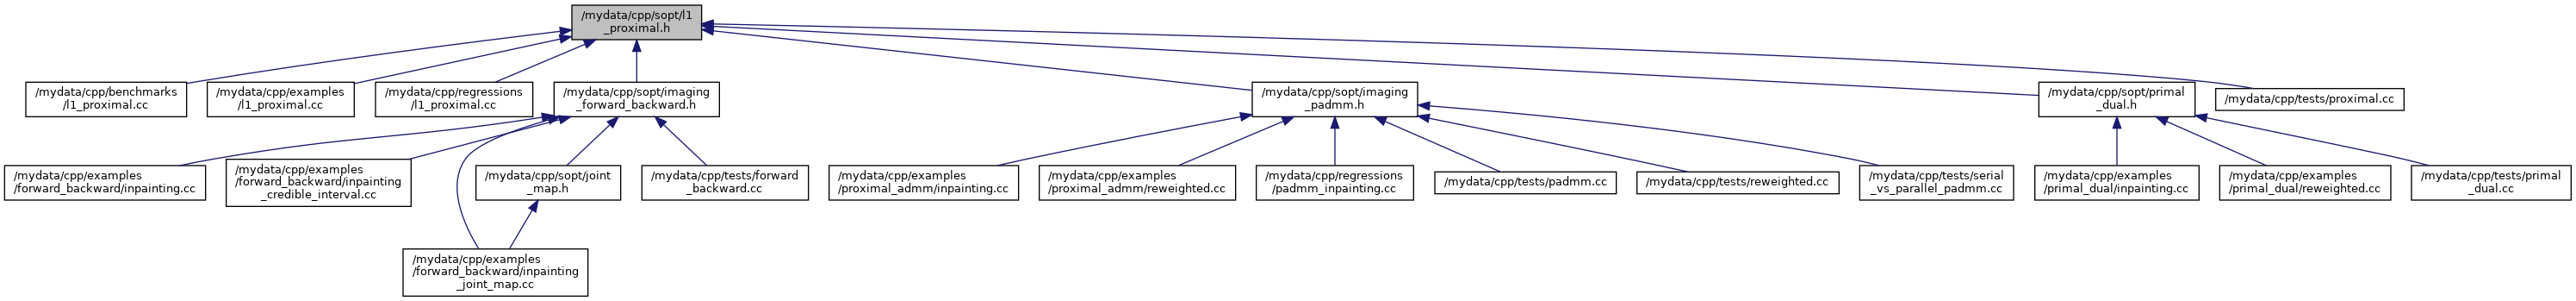 /mydata/cpp/sopt/l1
_proximal.h
/mydata/cpp/benchmarks
/l1_proximal.cc
/mydata/cpp/examples
/l1_proximal.cc
/mydata/cpp/regressions
/l1_proximal.cc
/mydata/cpp/sopt/imaging
_forward_backward.h
/mydata/cpp/sopt/imaging
_padmm.h
/mydata/cpp/sopt/primal
_dual.h
/mydata/cpp/tests/proximal.cc
/mydata/cpp/examples
/forward_backward/inpainting.cc
/mydata/cpp/examples
/forward_backward/inpainting
_credible_interval.cc
/mydata/cpp/sopt/joint
_map.h
/mydata/cpp/tests/forward
_backward.cc
/mydata/cpp/examples
/proximal_admm/inpainting.cc
/mydata/cpp/examples
/proximal_admm/reweighted.cc
/mydata/cpp/regressions
/padmm_inpainting.cc
/mydata/cpp/tests/padmm.cc
/mydata/cpp/tests/reweighted.cc
/mydata/cpp/tests/serial
_vs_parallel_padmm.cc
/mydata/cpp/examples
/primal_dual/inpainting.cc
/mydata/cpp/examples
/primal_dual/reweighted.cc
/mydata/cpp/tests/primal
_dual.cc
/mydata/cpp/examples
/forward_backward/inpainting
_joint_map.cc